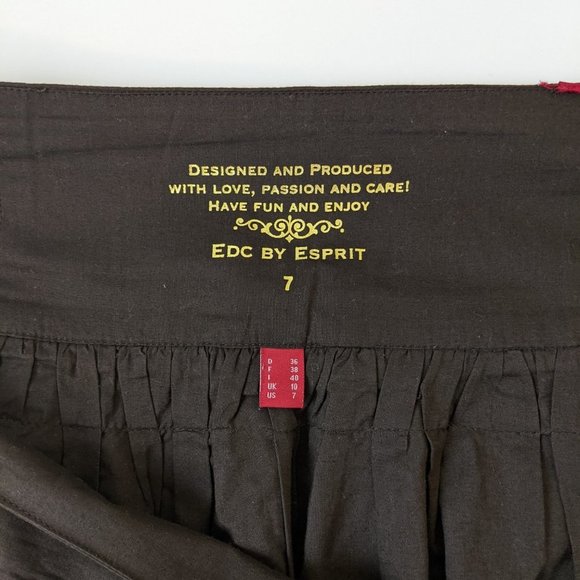 Designed and Produced
with love, passion and care!
Have fun and enjoy
Edc by Esprit
7
D 36
F 38
I 40
UK 10
US 7